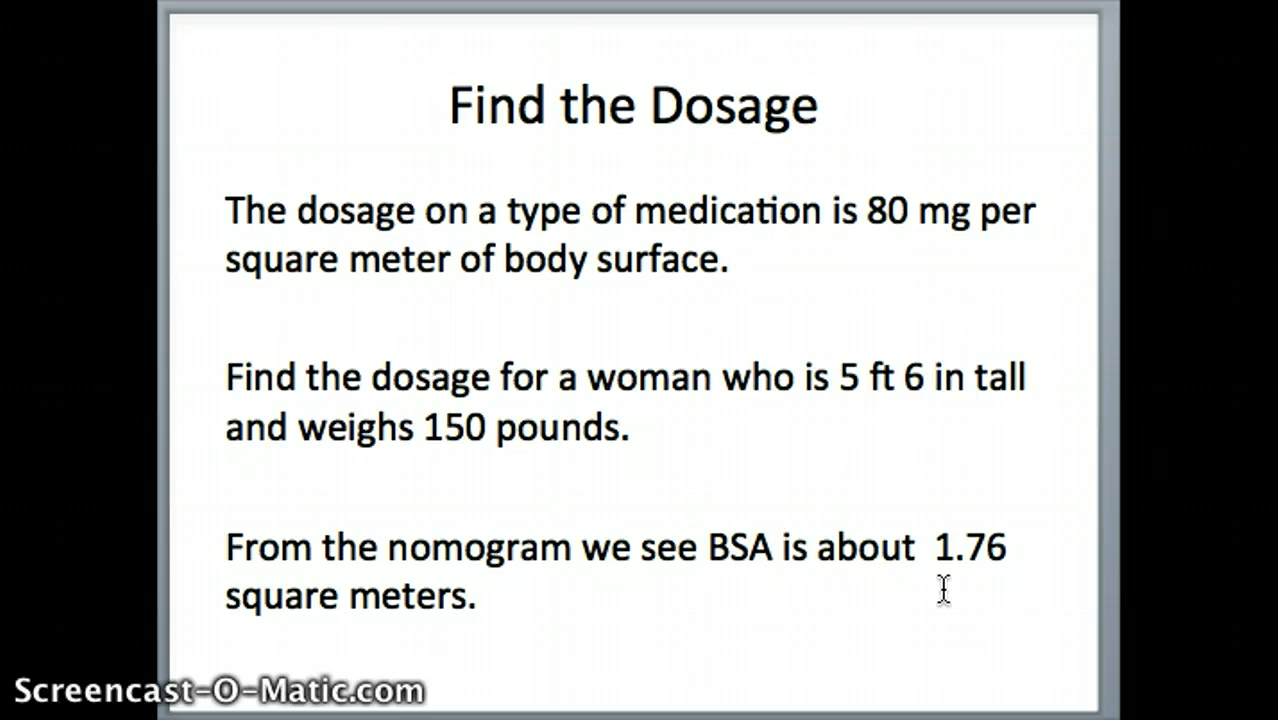 Find the Dosage
The dosage on a type of medication is 80 mg per
square meter of body surface.
Find the dosage for a woman who is 5 ft 6 in tall
and weighs 150 pounds.
From the nomogram we see BSA is about 1.76
square meters.
Screencast-O-Matic.com